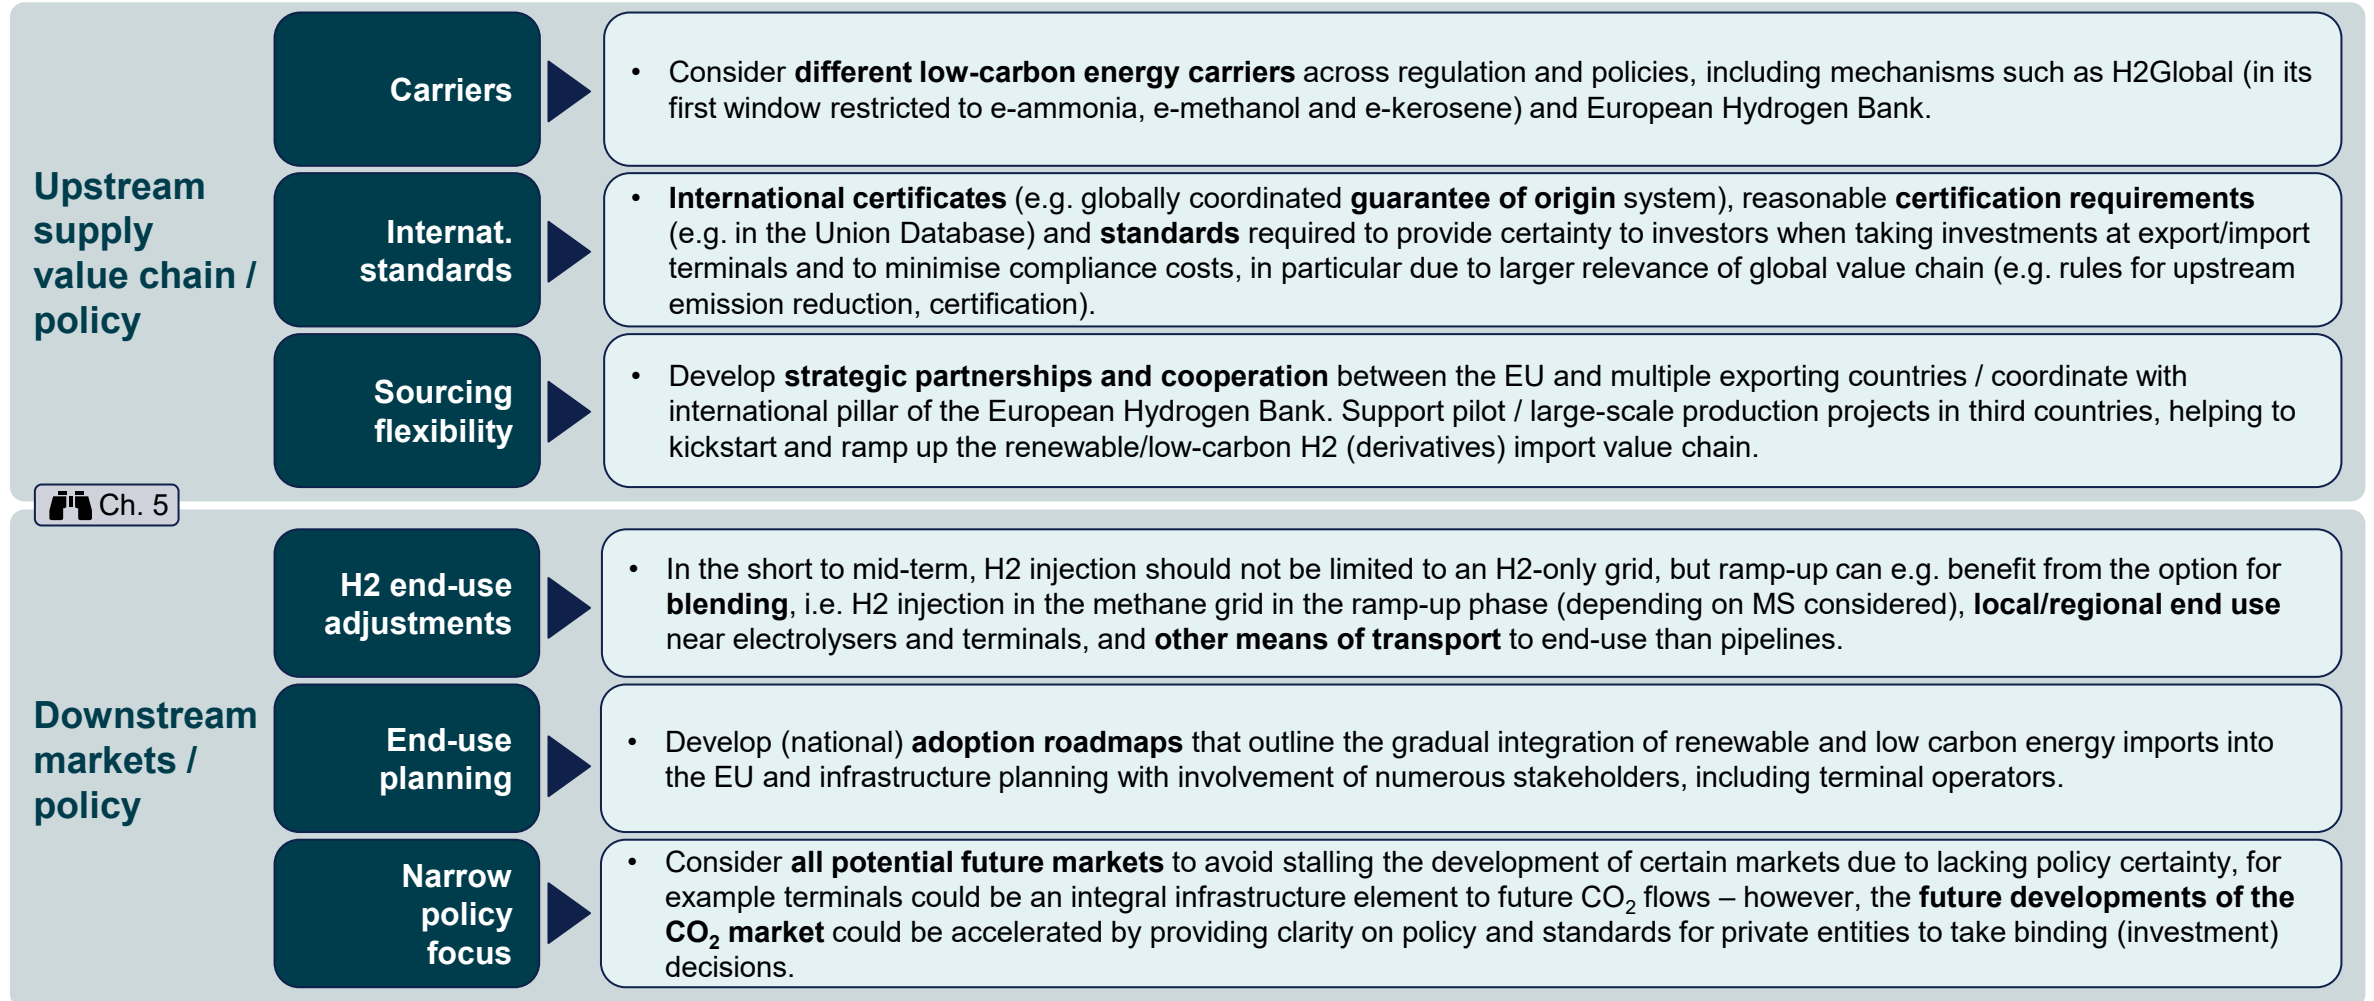 Upstream
supply
value chain /
policy
Carriers
• Consider different low-carbon energy carriers across regulation and policies, including mechanisms such as H2Global (in its
first window restricted to e-ammonia, e-methanol and e-kerosene) and European Hydrogen Bank.
Internat.
standards
• International certificates (e.g. globally coordinated guarantee of origin system), reasonable certification requirements
(e.g. in the Union Database) and standards required to provide certainty to investors when taking investments at export/import
terminals and to minimise compliance costs, in particular due to larger relevance of global value chain (e.g. rules for upstream
emission reduction, certification).
Sourcing
flexibility
• Develop strategic partnerships and cooperation between the EU and multiple exporting countries / coordinate with
international pillar of the European Hydrogen Bank. Support pilot / large-scale production projects in third countries, helping to
kickstart and ramp up the renewable/low-carbon H2 (derivatives) import value chain.
Ch. 5
Downstream
markets /
policy
H2 end-use
adjustments
• In the short to mid-term, H2 injection should not be limited to an H2-only grid, but ramp-up can e.g. benefit from the option for
blending, i.e. H2 injection in the methane grid in the ramp-up phase (depending on MS considered), local/regional end use
near electrolysers and terminals, and other means of transport to end-use than pipelines.
End-use
planning
• Develop (national) adoption roadmaps that outline the gradual integration of renewable and low carbon energy imports into
the EU and infrastructure planning with involvement of numerous stakeholders, including terminal operators.
Narrow
policy
focus
• Consider all potential future markets to avoid stalling the development of certain markets due to lacking policy certainty, for
example terminals could be an integral infrastructure element to future CO₂ flows – however, the future developments of the
CO₂ market could be accelerated by providing clarity on policy and standards for private entities to take binding (investment)
decisions.